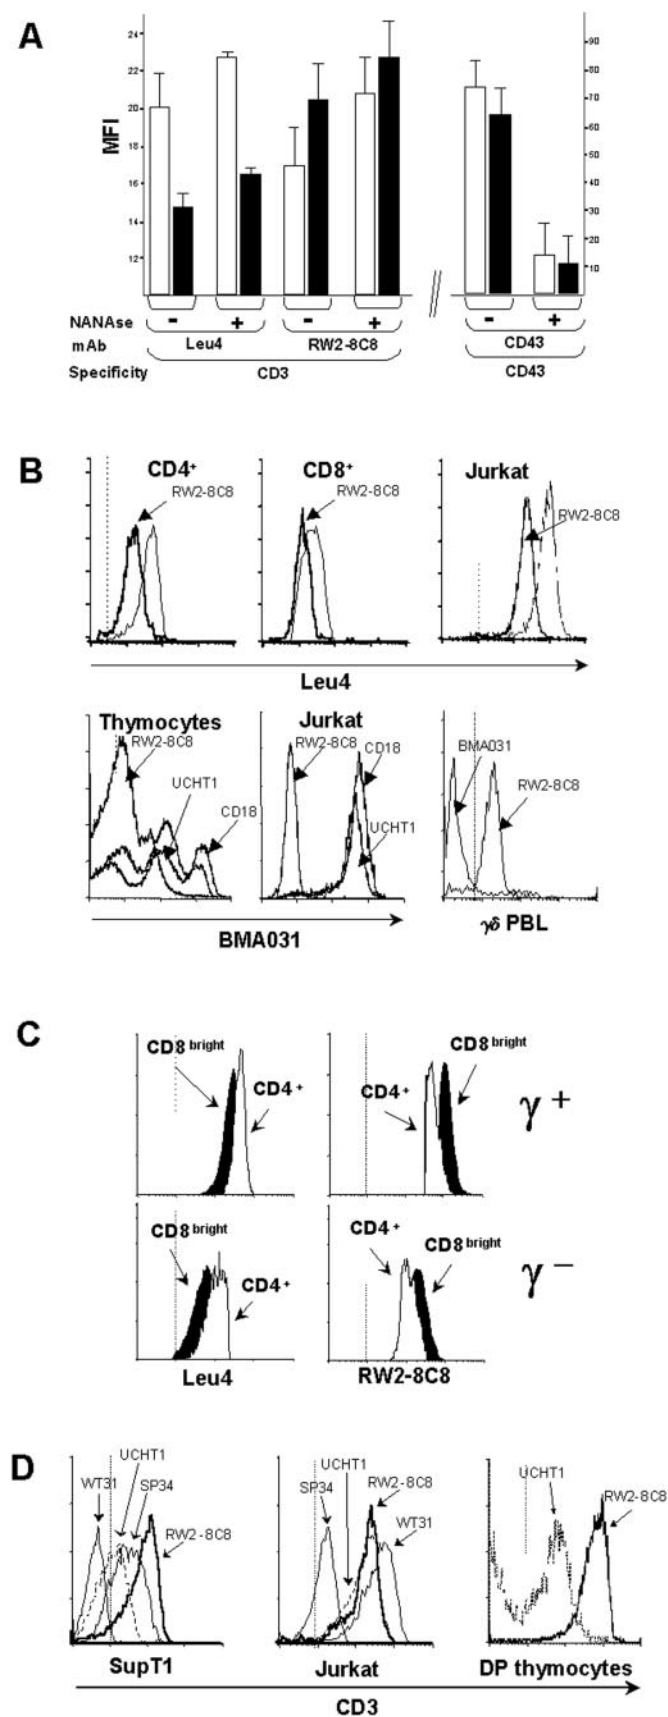 A
24
22
20
18
16
14
12
MFI
90
80
70
60
50
40
30
20
10
NANAse - + - + - +
mAb Leu4 RW2-8C8 CD43
Specificity CD3 CD43
B
CD4+ CD8+ Jurkat
RW2-8C8 RW2-8C8 RW2-8C8
Leu4
Thymocytes Jurkat
RW2-8C8 RW2-8C8 CD18 BMA031
UCHT1 RW2-8C8
CD18 UCHT1
BMA031 γδ PBL
C
CD8 bright CD8 bright
CD4 + CD4 + γ +
CD8 bright CD4 + CD8 bright
CD4 + γ −
Leu4 RW2-8C8
D
UCHT1 UCHT1 UCHT1
WT31 SP34 SP34 RW2-8C8 RW2-8C8
RW2-8C8 WT31
SupT1 Jurkat DP thymocytes
CD3